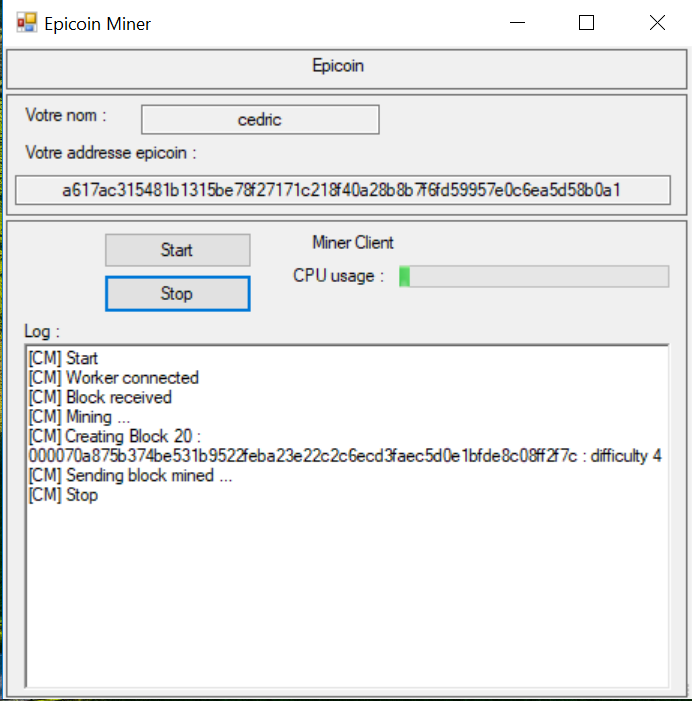 Epicoin Miner
Epicoin
Votre nom :
cedric
Votre addresse epicoin :
a617ac315481b1315be78f27171c218f40a28b8b7f6fd59957e0c6ea5d58b0a1
Start
Miner Client
Stop
CPU usage :
Log :
[CM] Start
[CM] Worker connected
[CM] Block received
[CM] Mining ...
[CM] Creating Block 20 :
000070a875b374be531b9522feba23e22c2c6ecd3faec5d0e1bfde8c08ff2f7c : difficulty 4
[CM] Sending block mined ...
[CM] Stop